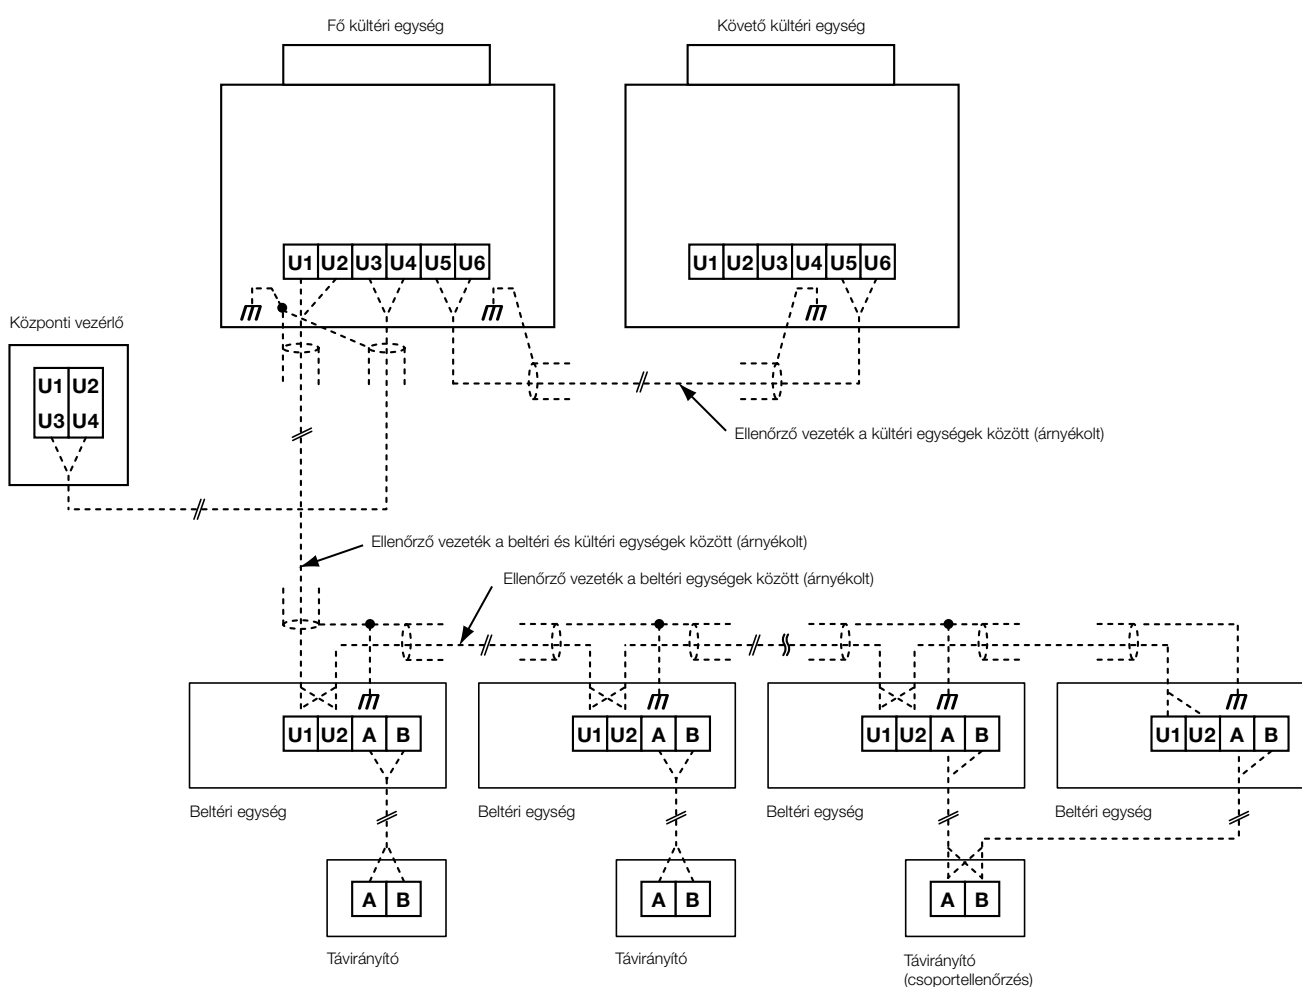 Fő kültéri egység
Követő kültéri egység
U1 U2 U3 U4 U5 U6
U1 U2 U3 U4 U5 U6
Központi vezérlő
U1 U2
U3 U4
Ellenőrző vezeték a kültéri egységek között (árnyékolt)
Ellenőrző vezeték a beltéri és kültéri egységek között (árnyékolt)
Ellenőrző vezeték a beltéri egységek között (árnyékolt)
U1 U2 A B
U1 U2 A B
U1 U2 A B
U1 U2 A B
Beltéri egység
Beltéri egység
Beltéri egység
Beltéri egység
A B
A B
A B
Távirányító
Távirányító
Távirányító
(csoportellenőrzés)